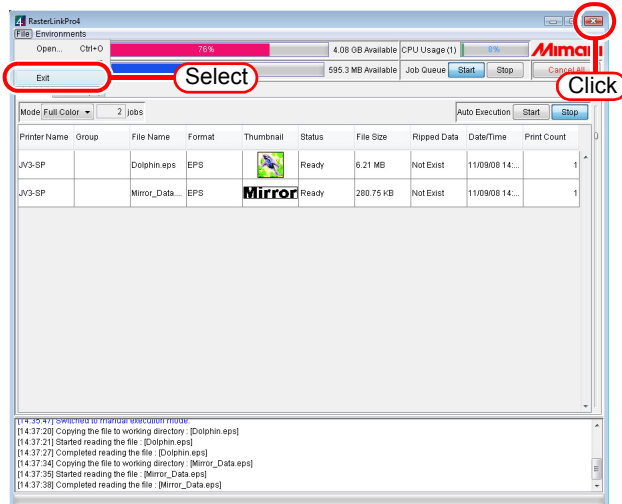 RasterLinkPro4
File Environments
Open... Ctrl+O 76% 4.08 GB Available CPU Usage (1) 8%
595.3 MB Available Job Queue Start Stop Cancel All
Exit Select Click
Mode Full Color 2 jobs Auto Execution Start Stop
Printer Name Group File Name Format Thumbnail Status File Size Ripped Data Date/Time Print Count
JV3-SP Dolphin.eps EPS Ready 6.21 MB Not Exist 11/09/08 14:... 1
JV3-SP Mirror_Data.... EPS Mirror Ready 280.75 KB Not Exist 11/09/08 14:... 1
[14:35:47] Switched to manual execution mode.
[14:37:20] Copying the file to working directory : [Dolphin.eps]
[14:37:21] Started reading the file : [Dolphin.eps]
[14:37:27] Completed reading the file : [Dolphin.eps]
[14:37:34] Copying the file to working directory : [Mirror_Data.eps]
[14:37:35] Started reading the file : [Mirror_Data.eps]
[14:37:38] Completed reading the file : [Mirror_Data.eps]